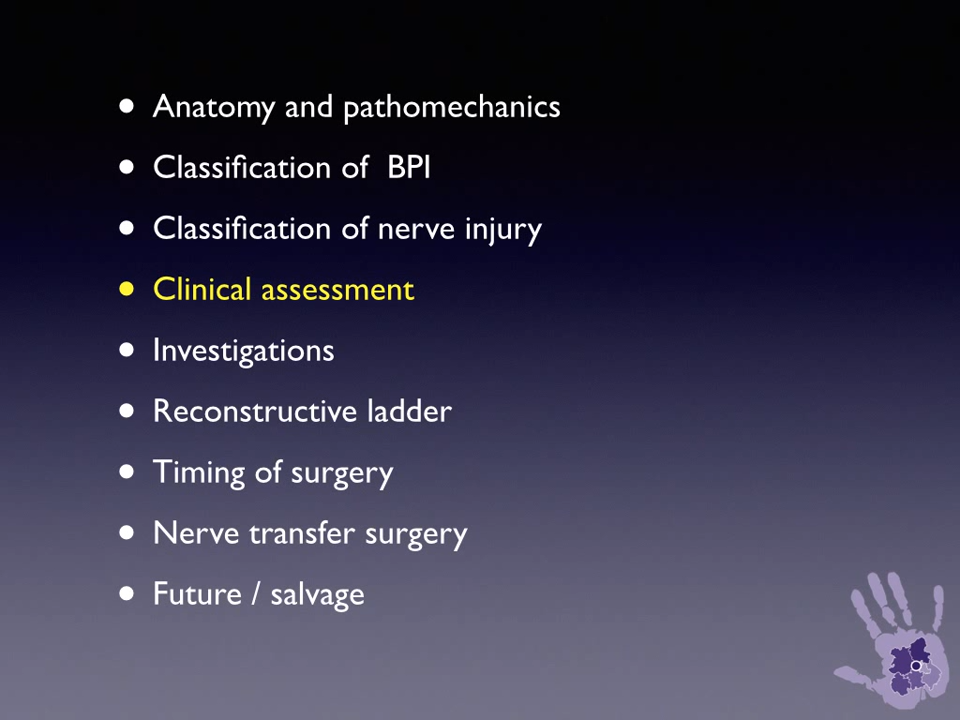 • Anatomy and pathomechanics
• Classification of BPI
• Classification of nerve injury
• Clinical assessment
• Investigations
• Reconstructive ladder
• Timing of surgery
• Nerve transfer surgery
• Future / salvage